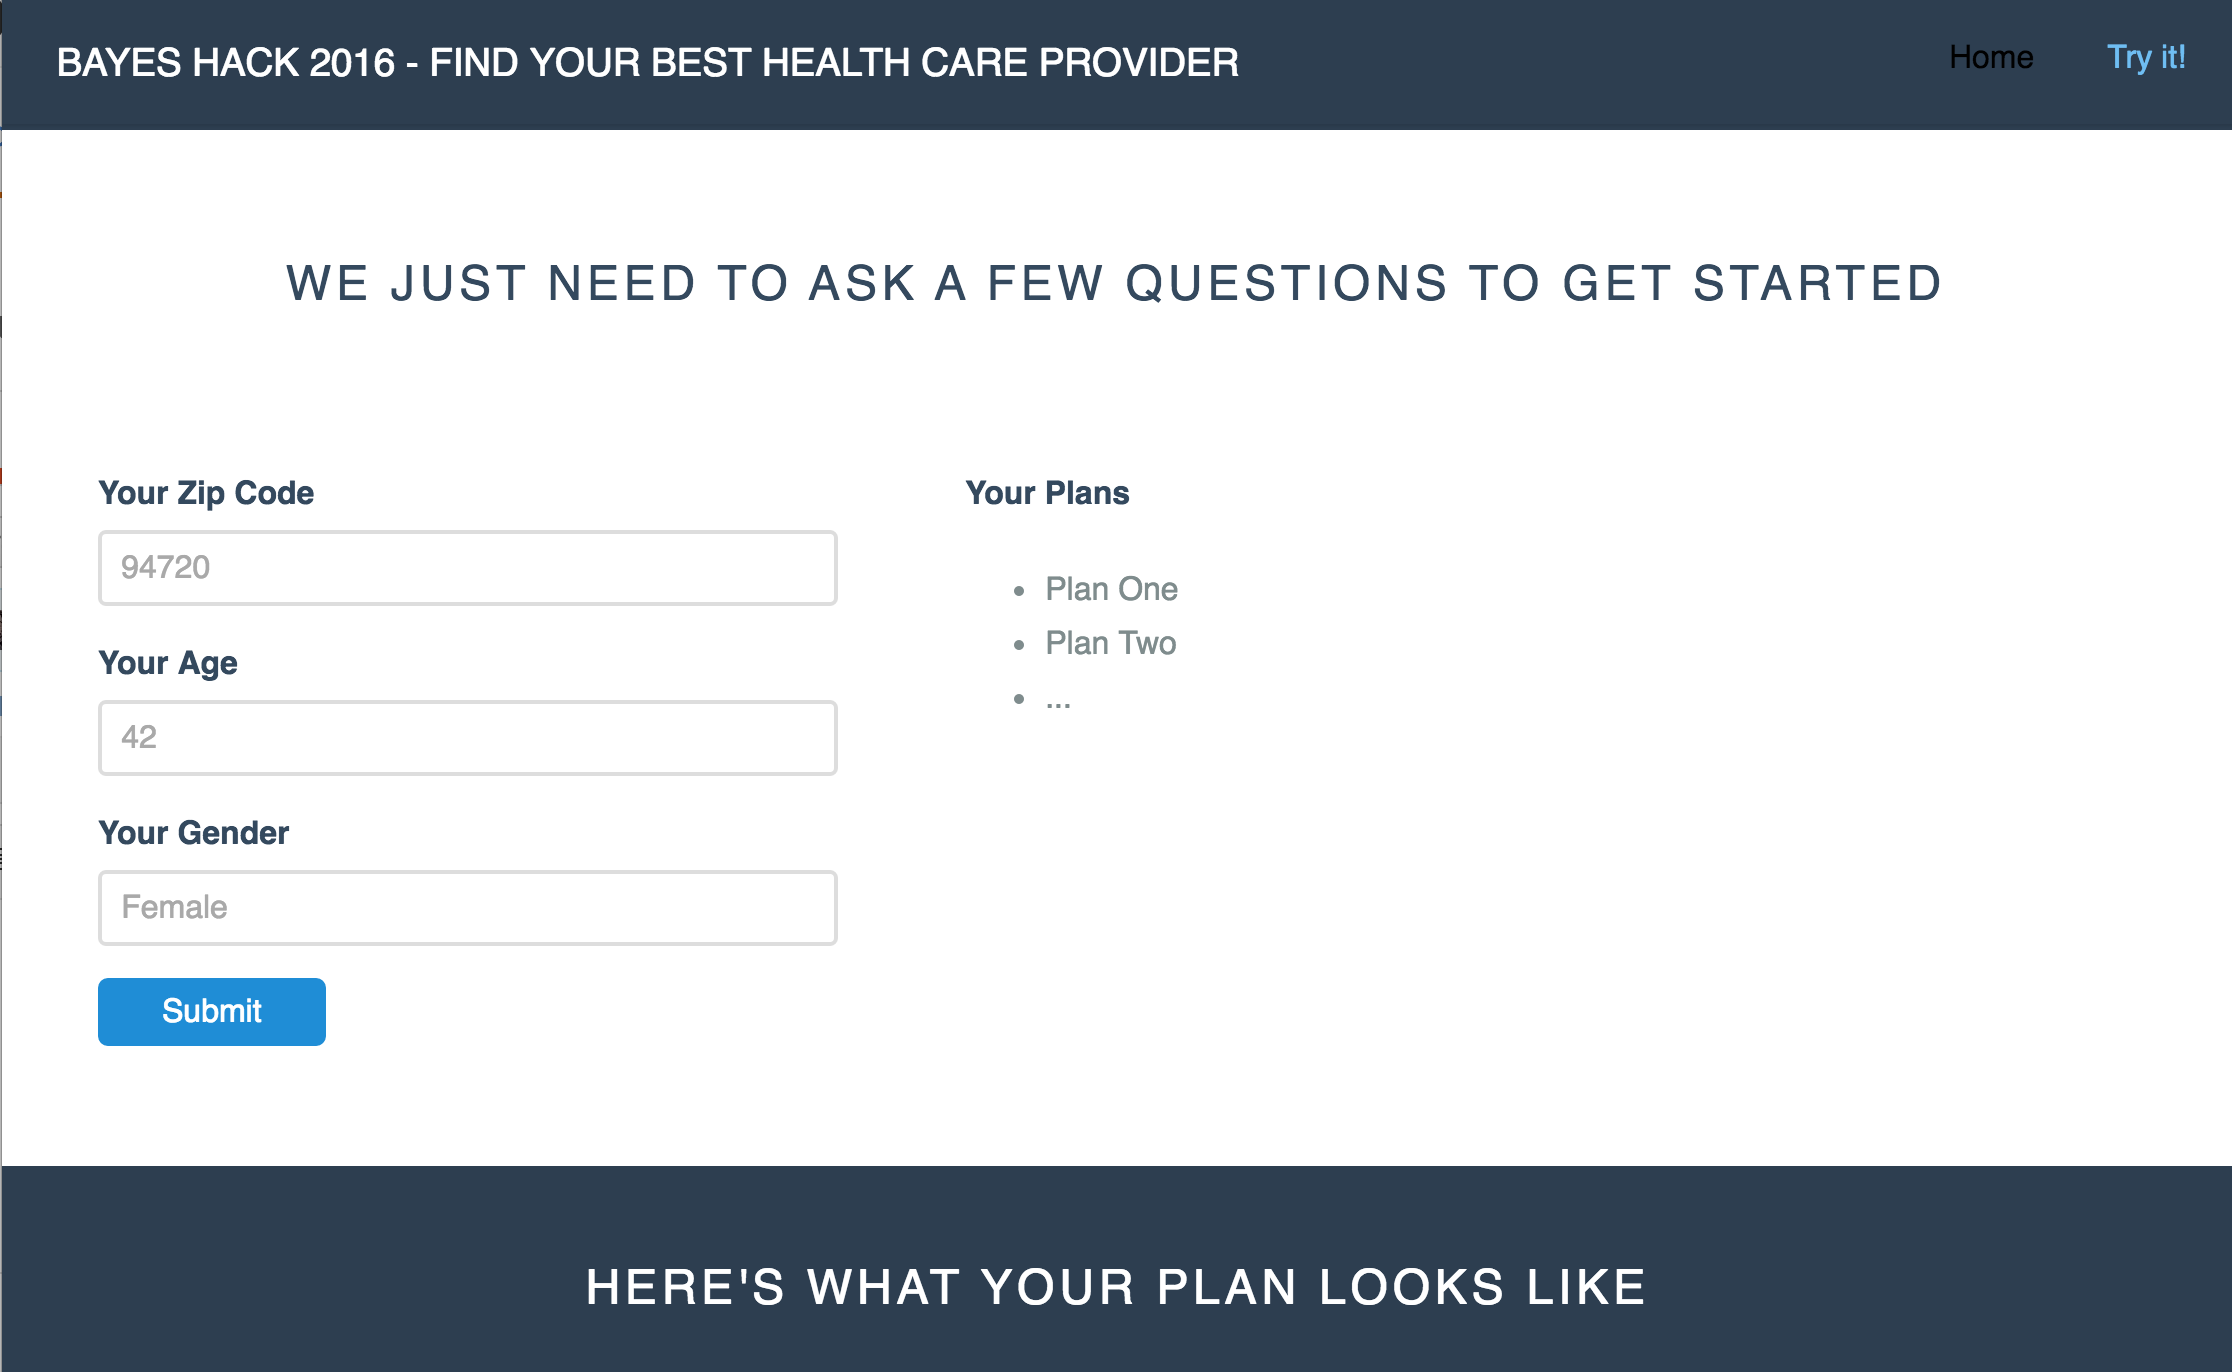 BAYES HACK 2016 - FIND YOUR BEST HEALTH CARE PROVIDER
Home
Try it!
WE JUST NEED TO ASK A FEW QUESTIONS TO GET STARTED
Your Zip Code
94720
Your Age
42
Your Gender
Female
Submit
Your Plans
• Plan One
• Plan Two
• ...
HERE'S WHAT YOUR PLAN LOOKS LIKE